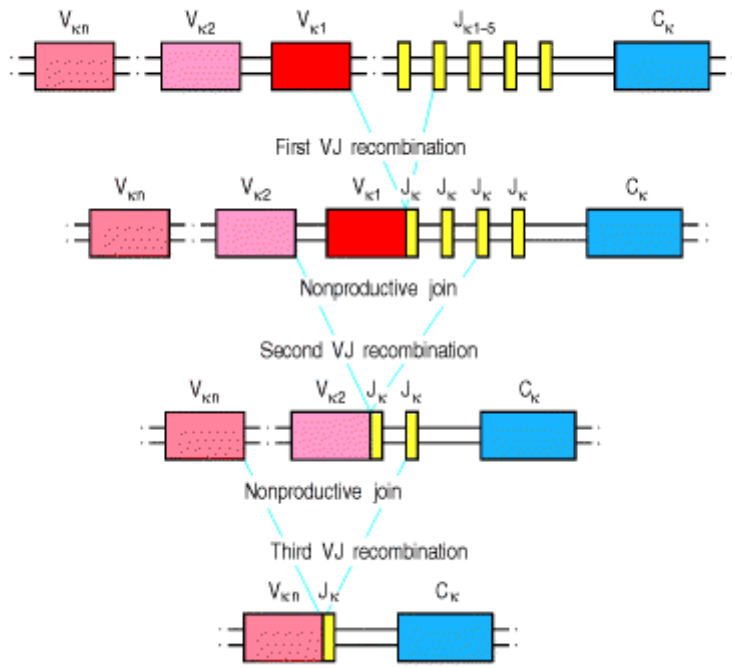 Vκn Vκ2 Vκ1 Jκ1–5 Cκ
First VJ recombination
Vκn Vκ2 Vκ1 Jκ Jκ Jκ Jκ Cκ
Nonproductive join
Second VJ recombination
Vκn Vκ2 Jκ Jκ Cκ
Nonproductive join
Third VJ recombination
Vκn Jκ Cκ